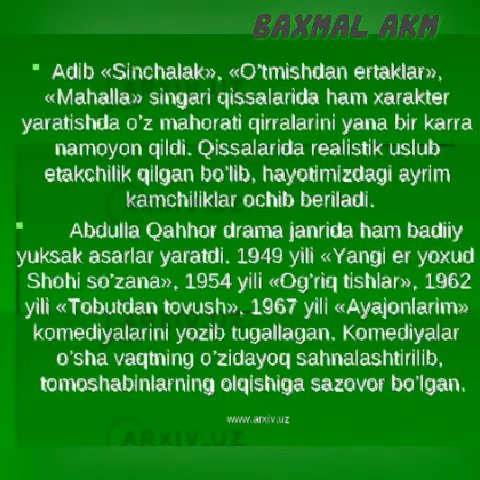 BAXMAL AKM
Adib «Sinchalak», «O’tmishdan ertaklar»,
«Mahalla» singari qissalarida ham xarakter
yaratishda o’z mahorati qirralarini yana bir karra
namoyon qildi. Qissalarida realistik uslub
etakchilik qilgan bo’lib, hayotimizdagi ayrim
kamchiliklar ochib beriladi.
Abdulla Qahhor drama janrida ham badiiy
yuksak asarlar yaratdi. 1949 yili «Yangi er yoxud
Shohi so’zana», 1954 yili «Og’riq tishlar», 1962
yili «Tobutdan tovush», 1967 yili «Ayajonlarim»
komediyalarini yozib tugallagan. Komediyalar
o’sha vaqtning o’zidayoq sahnalashtirilib,
tomoshabinlarning olqishiga sazovor bo’lgan.
www.arxiv.uz
ARXIV.UZ